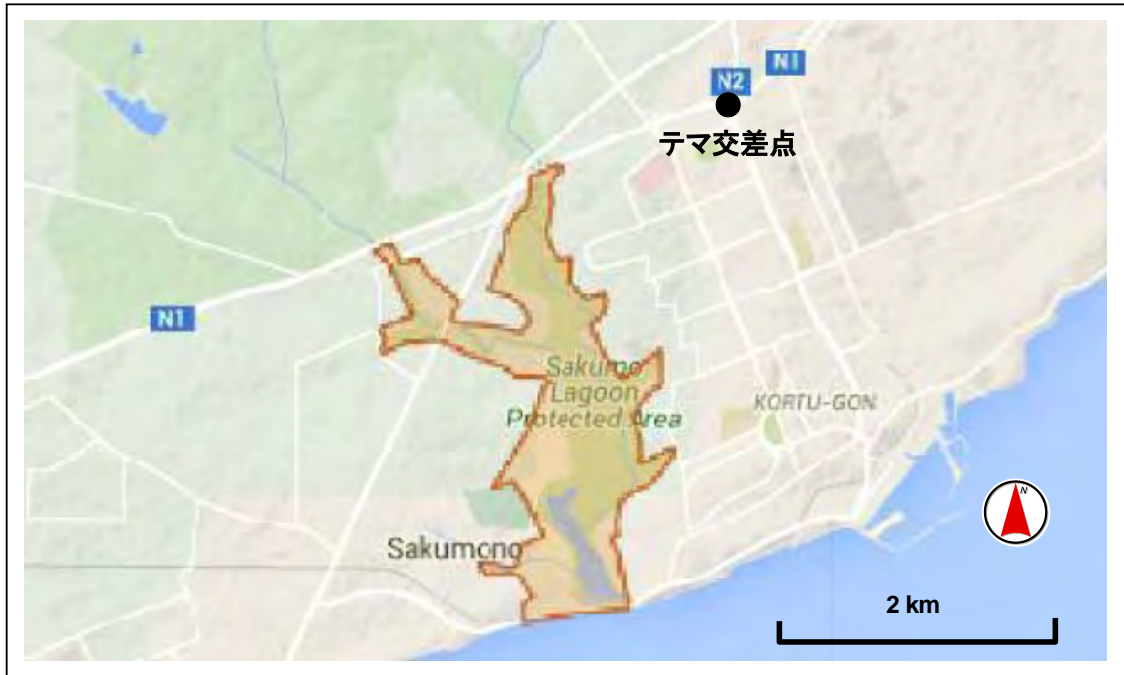 N1
N2
テマ交差点
N1
Sakumo
Lagoon
Protected Area
KORTU-GON
Sakumono
N
2 km